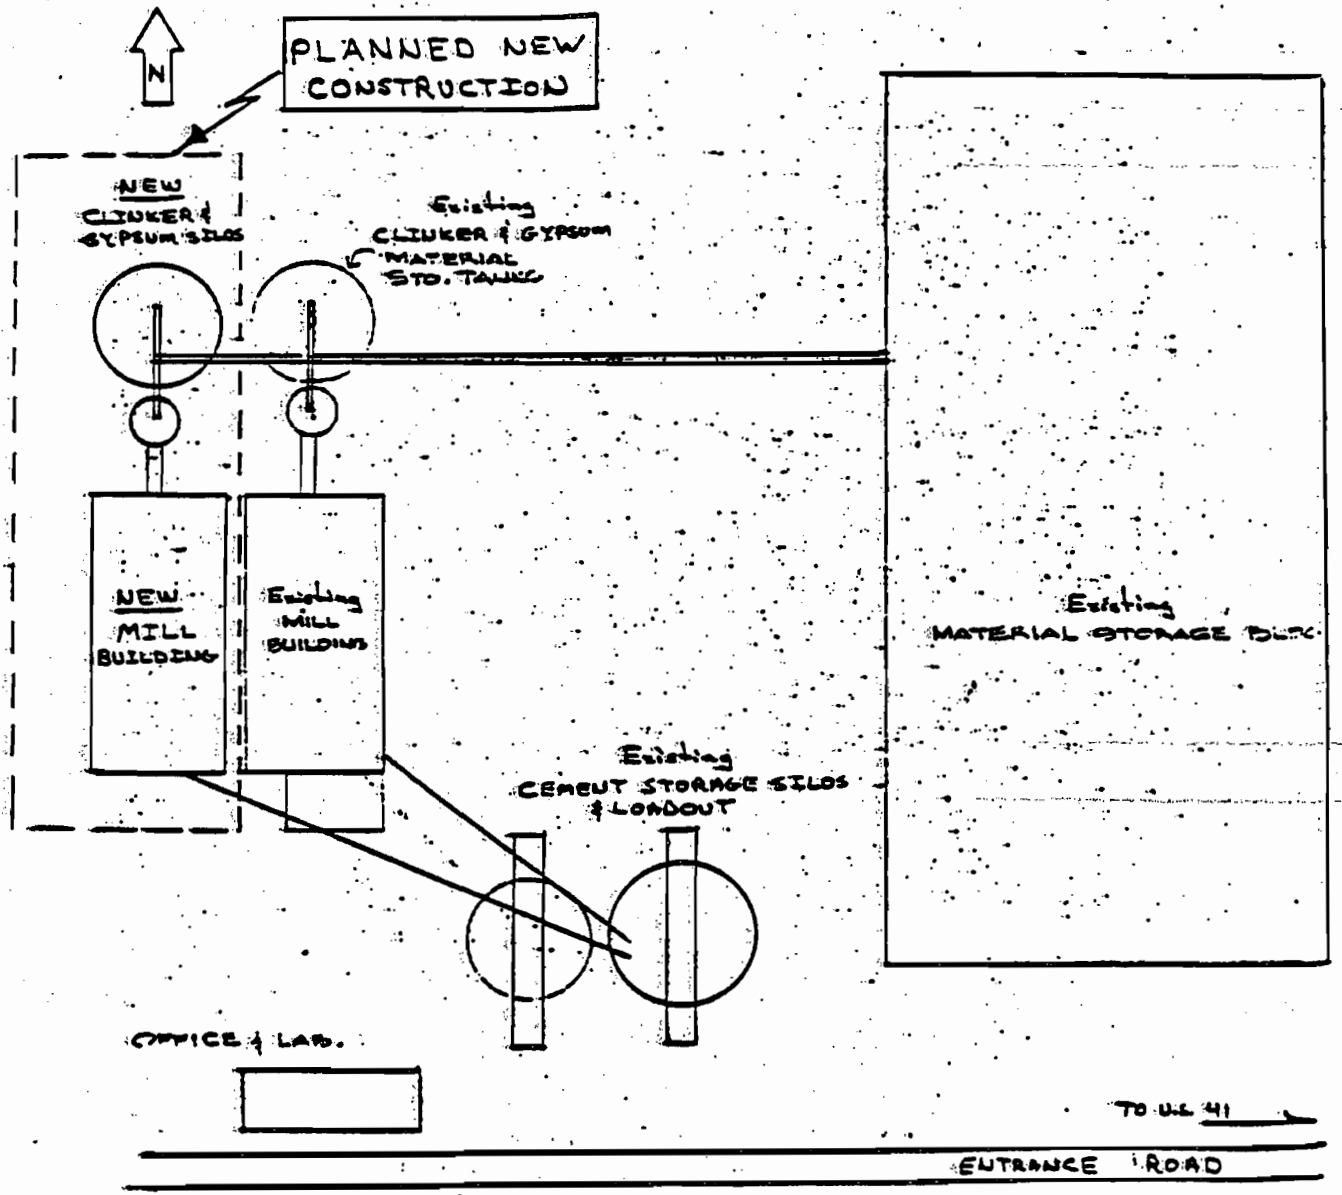 PLANNED NEW
CONSTRUCTION
N
NEW
CLINKER &
GYPSUM SILOS
Existing
CLINKER & GYPSUM
MATERIAL
STO. TANKS
NEW
MILL
BUILDING
Existing
MILL
BUILDING
Existing
MATERIAL STORAGE BLDG.
Existing
CEMENT STORAGE SILOS
& LOADOUT
OFFICE & LAB.
TO U.S. 41
ENTRANCE ROAD